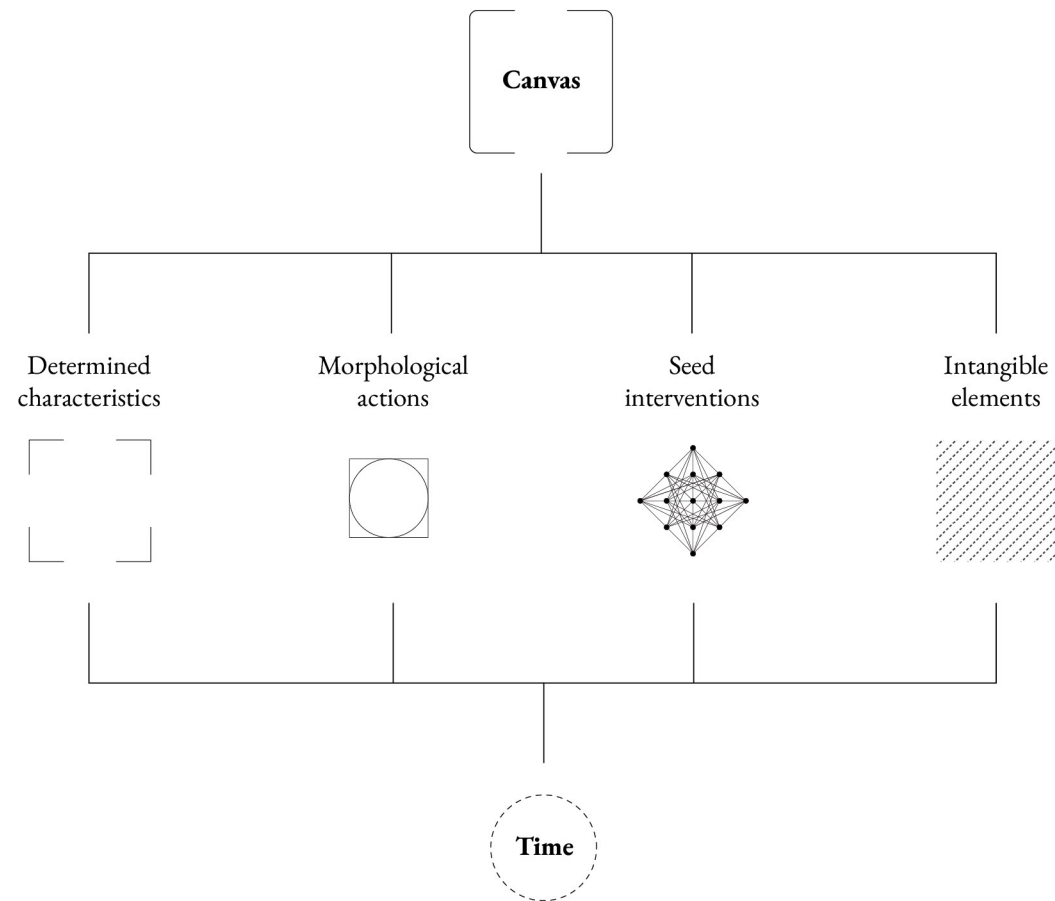 Canvas
Determined
characteristics
Morphological
actions
Seed
interventions
Intangible
elements
Time